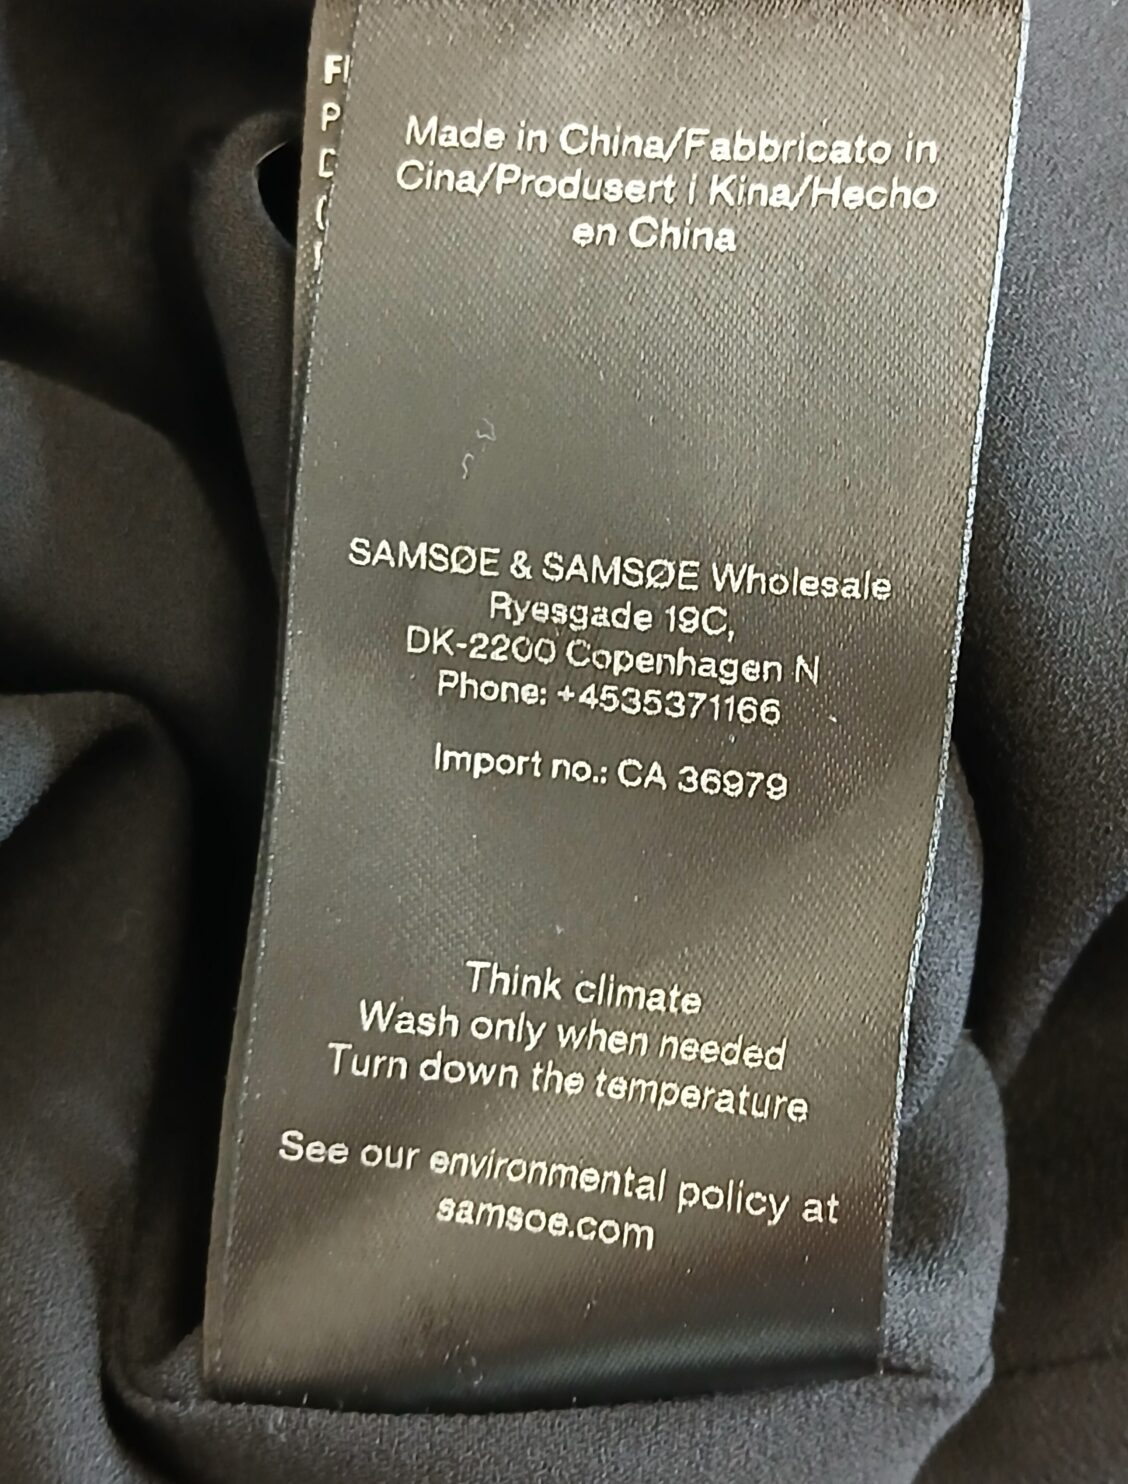 Made in China/Fabbricato in
Cina/Produsert i Kina/Hecho
en China
SAMSØE & SAMSØE Wholesale
Ryesgade 19C,
DK-2200 Copenhagen N
Phone: +4535371166
Import no.: CA 36979
Think climate
Wash only when needed
Turn down the temperature
See our environmental policy at
samsoe.com